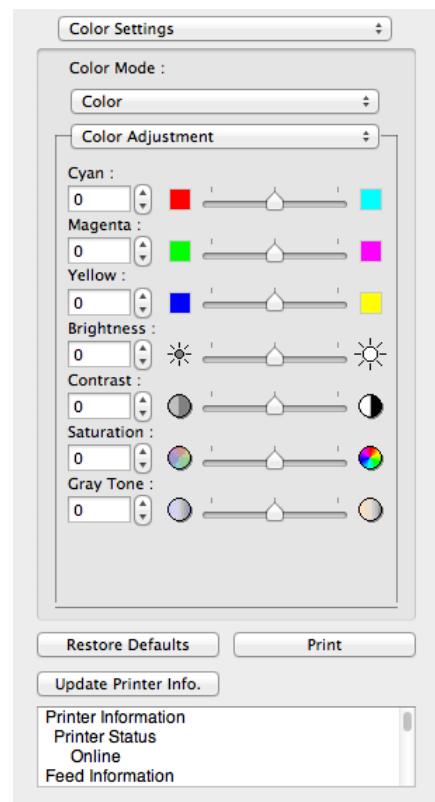 Color Settings
Color Mode :
Color
Color Adjustment
Cyan :
0
Magenta :
0
Yellow :
0
Brightness :
0
Contrast :
0
Saturation :
0
Gray Tone :
0
Restore Defaults Print
Update Printer Info.
Printer Information
Printer Status
Online
Feed Information